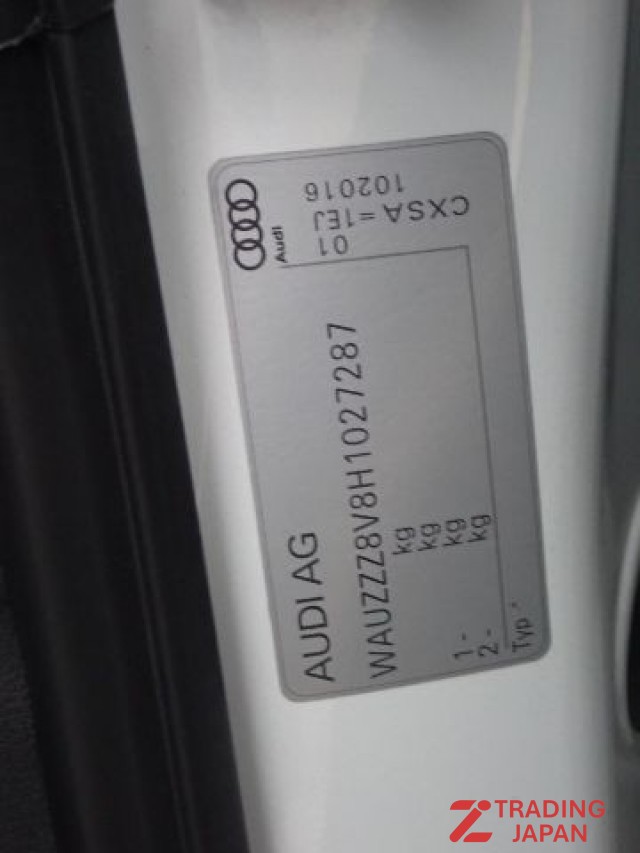 AUDI AG
WAUZZZ8V8H1027287
kg
kg
1 - kg
2 - kg
Typ
Audi
01
CXSA =1EJ
102016
TRADING
JAPAN